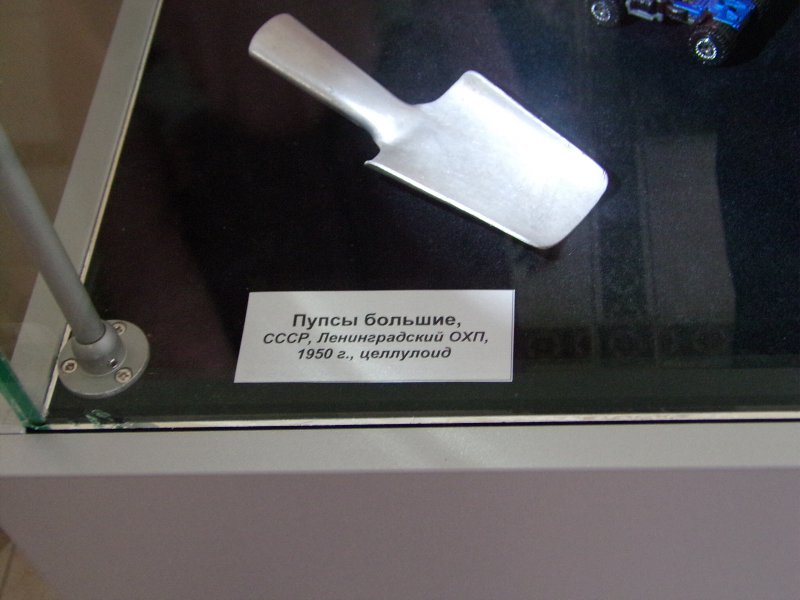 Пупсы большие,
СССР, Ленинградский ОХП,
1950 г., целлулоид